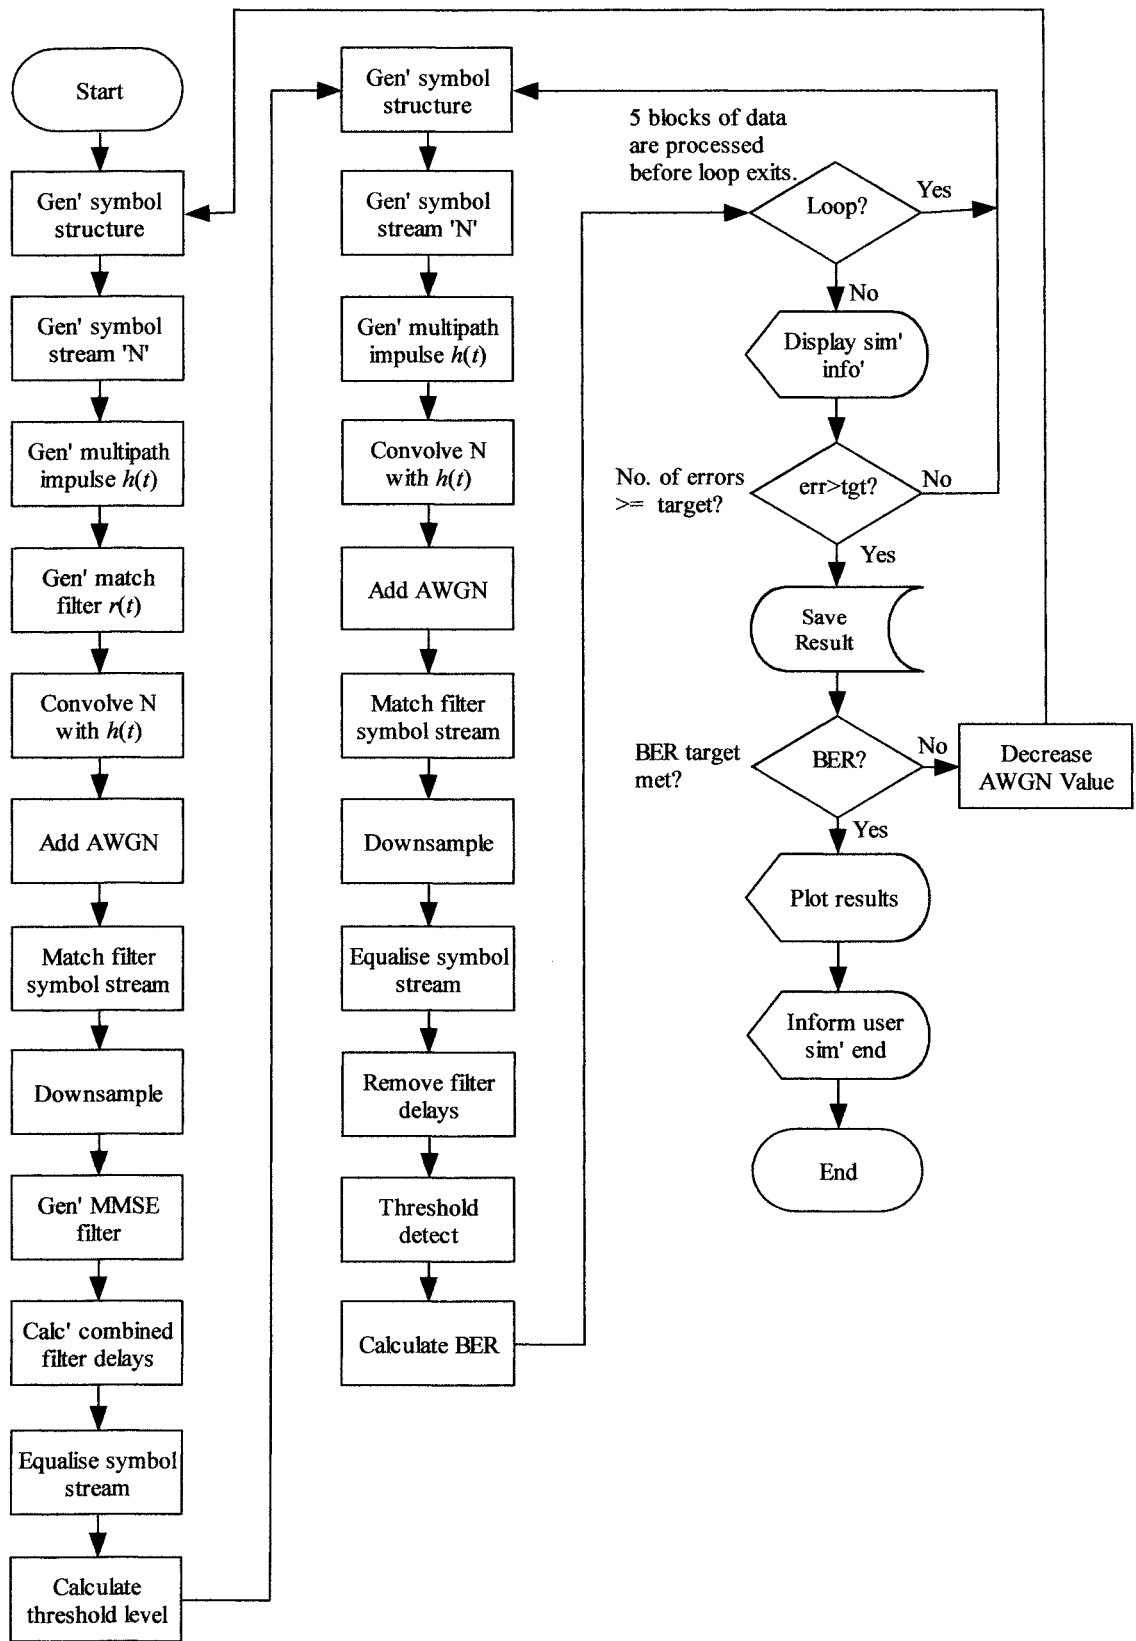 Start
Gen' symbol
structure
Gen' symbol
stream 'N'
Gen' multipath
impulse h(t)
Gen' match
filter r(t)
Convolve N
with h(t)
Add AWGN
Match filter
symbol stream
Downsample
Gen' MMSE
filter
Calc' combined
filter delays
Equalise symbol
stream
Calculate
threshold level
Gen' symbol
structure
Gen' symbol
stream 'N'
Gen' multipath
impulse h(t)
Convolve N
with h(t)
Add AWGN
Match filter
symbol stream
Downsample
Equalise symbol
stream
Remove filter
delays
Threshold
detect
Calculate BER
5 blocks of data
are processed
before loop exits.
Loop?
Yes
No
Display sim'
info'
No. of errors
>= target?
err>tgt?
No
Yes
Save
Result
BER target
met?
BER?
No
Decrease
AWGN Value
Yes
Plot results
Inform user
sim' end
End